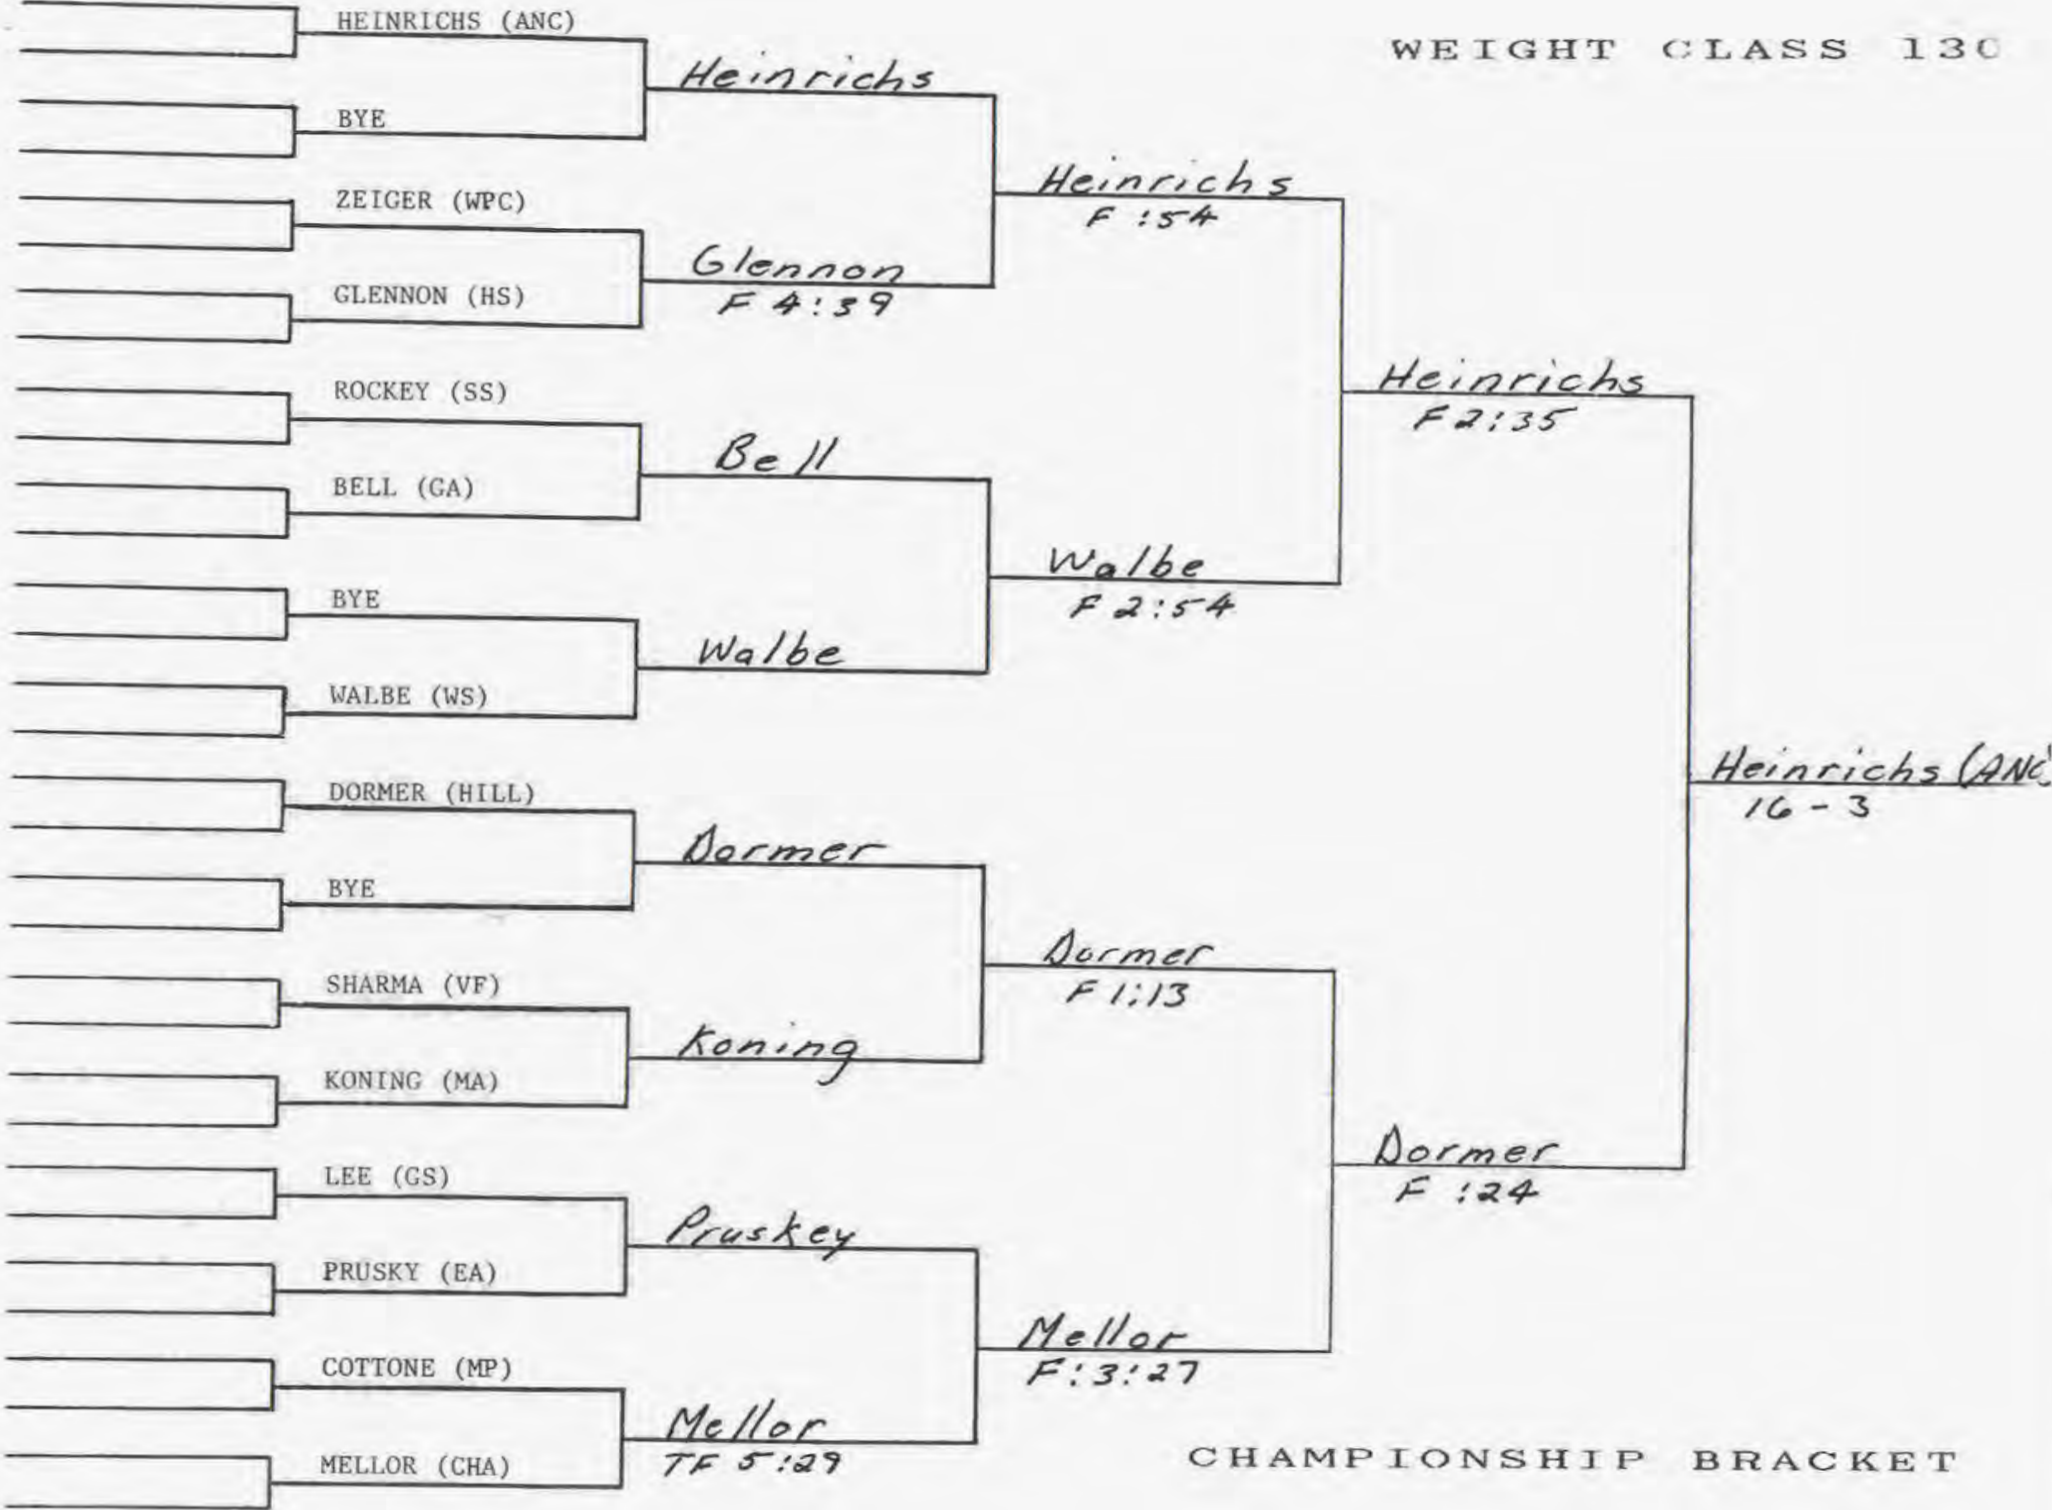 WEIGHT CLASS 130
HEINRICHS (ANC)
BYE
ZEIGER (WPC)
GLENNON (HS)
ROCKEY (SS)
BELL (GA)
BYE
WALBE (WS)
DORMER (HILL)
BYE
SHARMA (VF)
KONING (MA)
LEE (GS)
PRUSKY (EA)
COTTONE (MP)
MELLOR (CHA)
Heinrichs
Glennon
F 4:39
Bell
Walbe
Dormer
Koning
Pruskey
Mellor
TF 5:29
Heinrichs
F :54
Walbe
F 2:54
Dormer
F 1:13
Mellor
F:3:27
Heinrichs
F 2:35
Dormer
F :24
Heinrichs (ANC)
16-3
CHAMPIONSHIP BRACKET